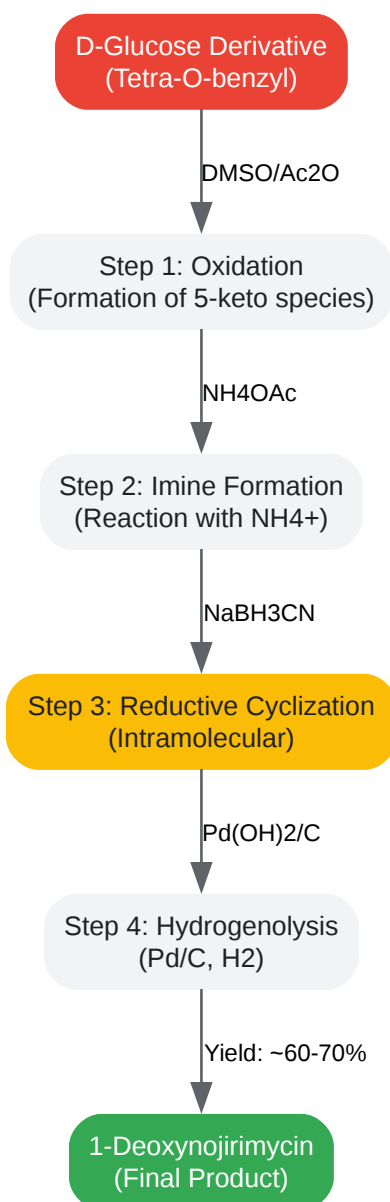 D-Glucose Derivative
(Tetra-O-benzyl)
DMSO/Ac2O
Step 1: Oxidation
(Formation of 5-keto species)
NH4OAc
Step 2: Imine Formation
(Reaction with NH4+)
NaBH3CN
Step 3: Reductive Cyclization
(Intramolecular)
Pd(OH)2/C
Step 4: Hydrogenolysis
(Pd/C, H2)
Yield: ~60-70%
1-Deoxynojirimycin
(Final Product)